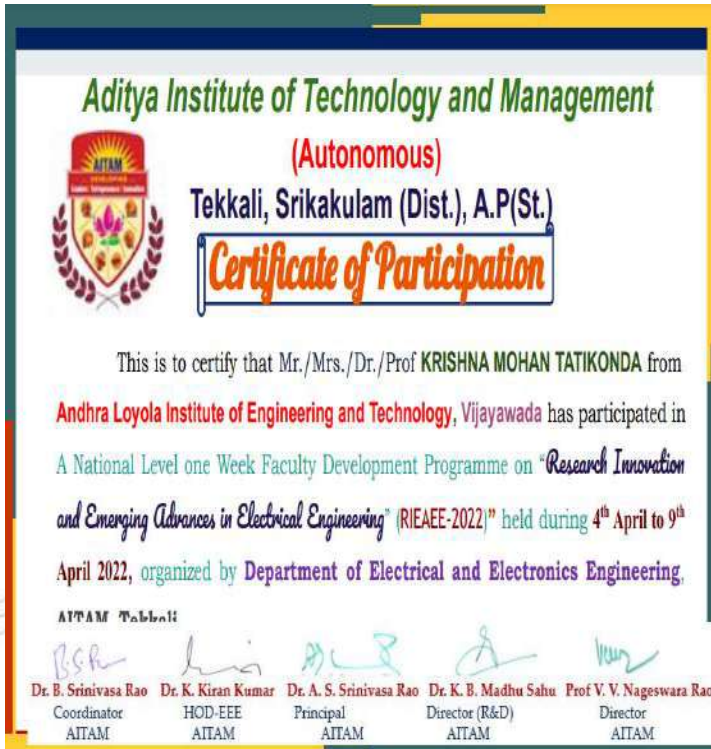 Aditya Institute of Technology and Management
(Autonomous)
AITAM
Tekkali, Srikakulam (Dist.), A.P(St.)
Certificate of Participation
This is to certify that Mr./Mrs./Dr./Prof KRISHNA MOHAN TATIKONDA from
Andhra Loyola Institute of Engineering and Technology, Vijayawada has participated in
A National Level one Week Faculty Development Programme on "Research Innovation
and Emerging Advances in Electrical Engineering" (RIEAEE-2022)" held during 4th April to 9th
April 2022, organized by Department of Electrical and Electronics Engineering,
AITAM, Tekkali
Dr. B. Srinivasa Rao Dr. K. Kiran Kumar Dr. A. S. Srinivasa Rao Dr. K. B. Madhu Sahu Prof V. V. Nageswara Rao
Coordinator HOD-EEE Principal Director (R&D) Director
AITAM AITAM AITAM AITAM AITAM